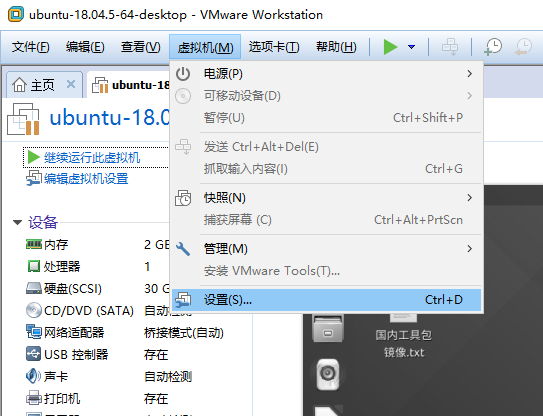 ubuntu-18.04.5-64-desktop - VMware Workstation
文件(F) 编辑(E) 查看(V) 虚拟机(M) 选项卡(T) 帮助(H)
主页 ubuntu-18
ubuntu-18.0
继续运行此虚拟机
编辑虚拟机设置
设备
内存 2 GB
处理器 1
硬盘(SCSI) 30 G
CD/DVD (SATA) 自动检测
网络适配器 桥接模式(自动)
USB 控制器 存在
声卡 自动检测
打印机 存在
电源(P)
可移动设备(D)
暂停(U) Ctrl+Shift+P
发送 Ctrl+Alt+Del(E)
抓取输入内容(I) Ctrl+G
快照(N)
捕获屏幕 (C) Ctrl+Alt+PrtScn
管理(M)
安装 VMware Tools(T)...
设置(S)... Ctrl+D
国内工具包
镜像.txt